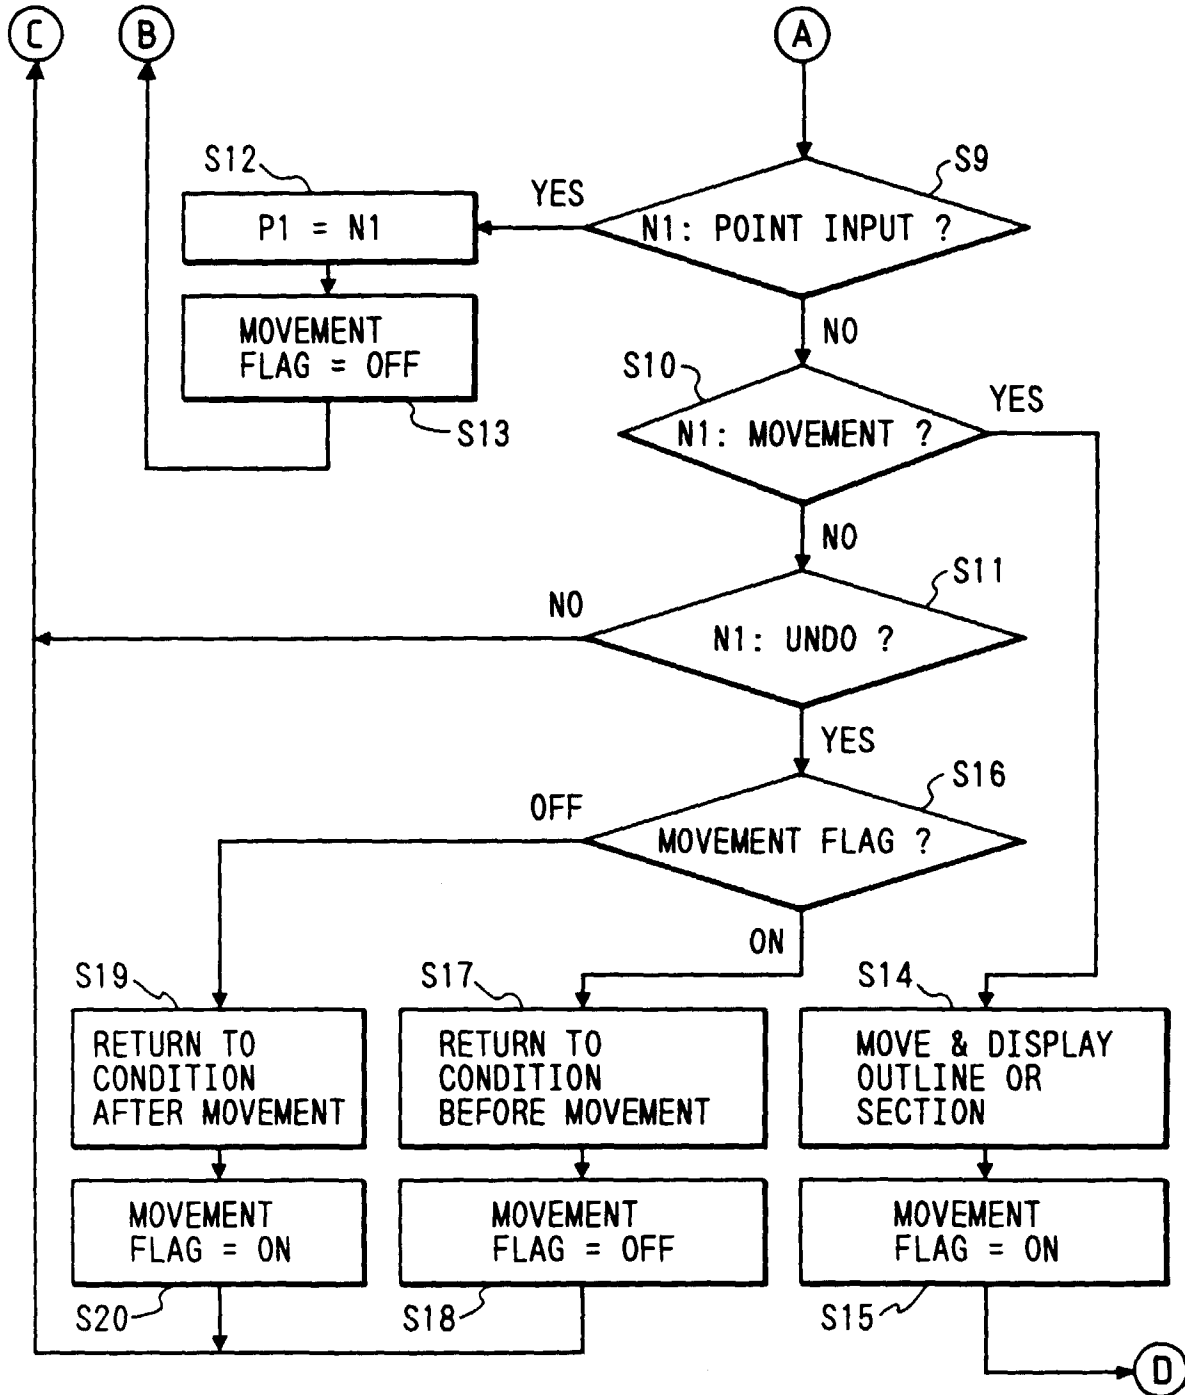 C
B
A
S12
S9
YES
P1 = N1
N1: POINT INPUT ?
MOVEMENT
FLAG = OFF
S13
NO
S10
YES
N1: MOVEMENT ?
NO
S11
NO
N1: UNDO ?
YES
S16
OFF
MOVEMENT FLAG ?
ON
S19
S17
S14
RETURN TO
CONDITION
AFTER MOVEMENT
RETURN TO
CONDITION
BEFORE MOVEMENT
MOVE & DISPLAY
OUTLINE OR
SECTION
MOVEMENT
FLAG = ON
MOVEMENT
FLAG = OFF
MOVEMENT
FLAG = ON
S20
S18
S15
D